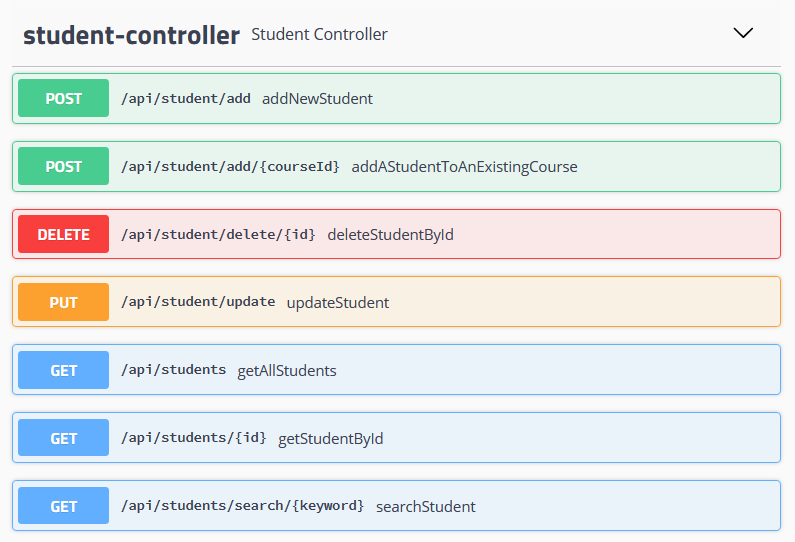 student-controller Student Controller
POST /api/student/add addNewStudent
POST /api/student/add/{courseId} addAStudentToAnExistingCourse
DELETE /api/student/delete/{id} deleteStudentById
PUT /api/student/update updateStudent
GET /api/students getAllStudents
GET /api/students/{id} getStudentById
GET /api/students/search/{keyword} searchStudent